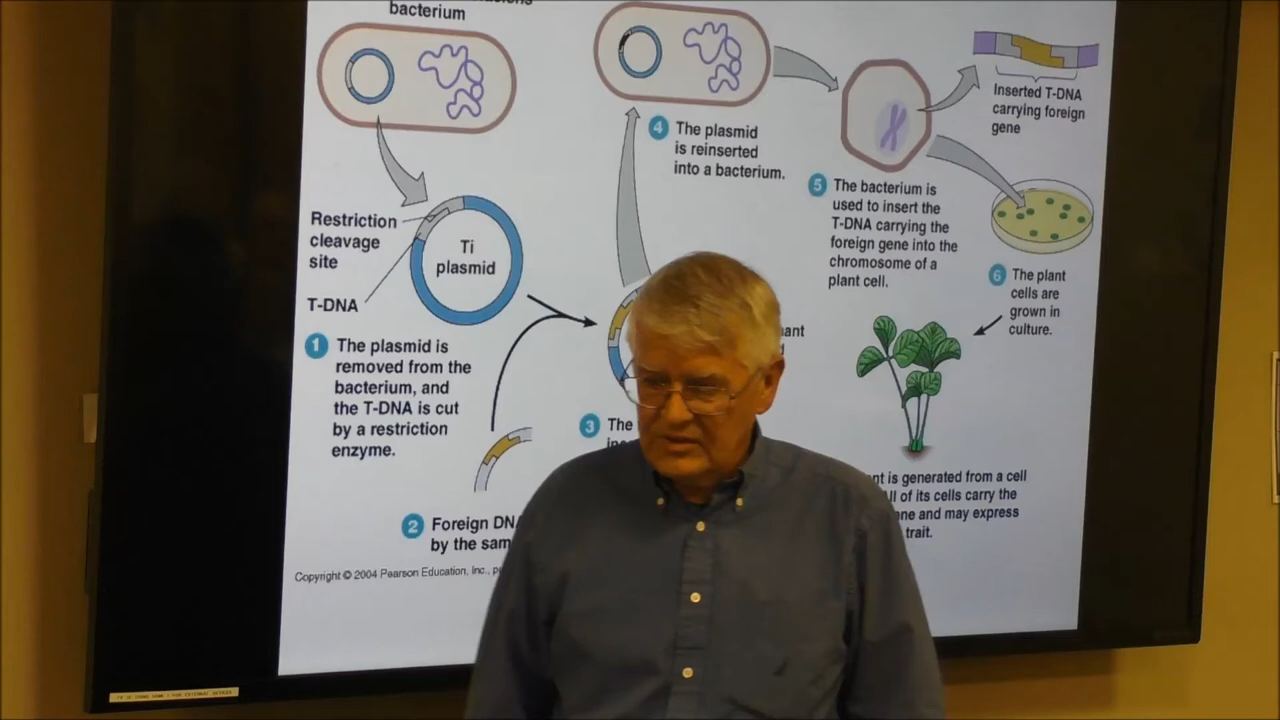 bacterium
Restriction
cleavage
site
T-DNA
Ti
plasmid
1 The plasmid is
removed from the
bacterium, and
the T-DNA is cut
by a restriction
enzyme.
2 Foreign DN
by the sam
Copyright © 2004 Pearson Education, Inc.,
3 The
4 The plasmid
is reinserted
into a bacterium.
5 The bacterium is
used to insert the
T-DNA carrying the
foreign gene into the
chromosome of a
plant cell.
Inserted T-DNA
carrying foreign
gene
6 The plant
cells are
grown in
culture.
is generated from a cell
of its cells carry the
and may express
trait.